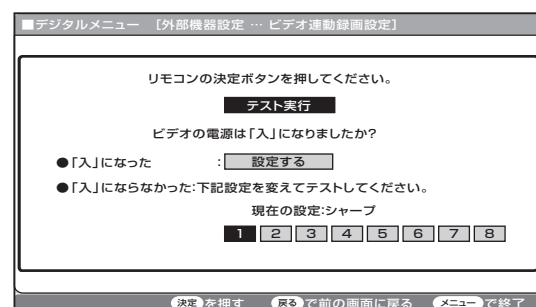 ■デジタルメニュー [外部機器設定 … ビデオ連動録画設定]
リモコンの決定ボタンを押してください。
テスト実行
ビデオの電源は「入」になりましたか?
●「入」になった :設定する
●「入」にならなかった:下記設定を変えてテストしてください。
現在の設定:シャープ
1 2 3 4 5 6 7 8
決定を押す 戻るで前の画面に戻る メニューで終了